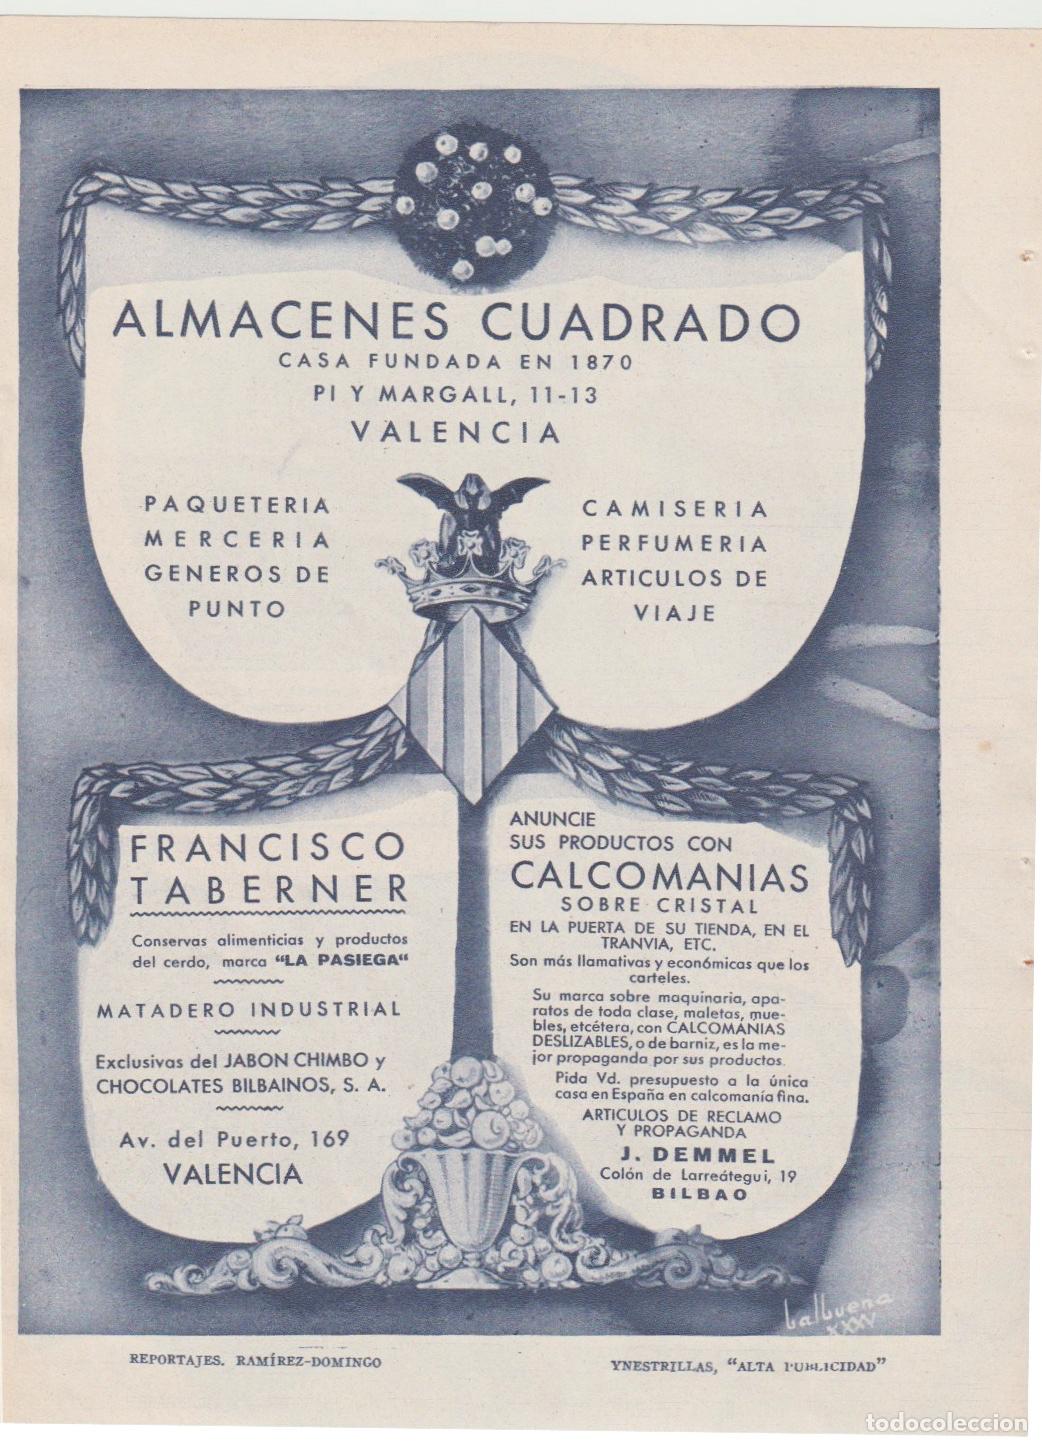 ALMACENES CUADRADO
CASA FUNDADA EN 1870
PI Y MARGALL, 11-13
VALENCIA
PAQUETERIA
MERCERIA
GENEROS DE
PUNTO
CAMISERIA
PERFUMERIA
ARTICULOS DE
VIAJE
FRANCISCO
TABERNER
Conservas alimenticias y productos
del cerdo, marca "LA PASIEGA"
MATADERO INDUSTRIAL
Exclusivas del JABON CHIMBO y
CHOCOLATES BILBAINOS, S. A.
Av. del Puerto, 169
VALENCIA
ANUNCIE
SUS PRODUCTOS CON
CALCOMANIAS
SOBRE CRISTAL
EN LA PUERTA DE SU TIENDA, EN EL
TRANVIA, ETC.
Son más llamativas y económicas que los
carteles.
Su marca sobre maquinaria, apa-
ratos de toda clase, maletas, mue-
bles, etcétera, con CALCOMANIAS
DESLIZABLES, o de barniz, es la me-
jor propaganda por sus productos.
Pida Vd. presupuesto a la única
casa en España en calcomanía fina.
ARTICULOS DE RECLAMO
Y PROPAGANDA
J. DEMMEL
Colón de Larreátegui, 19
BILBAO
balbuena
XXXV
REPORTAJES. RAMÍREZ-DOMINGO
YNESTRILLAS, "ALTA PUBLICIDAD"
todocoleccion